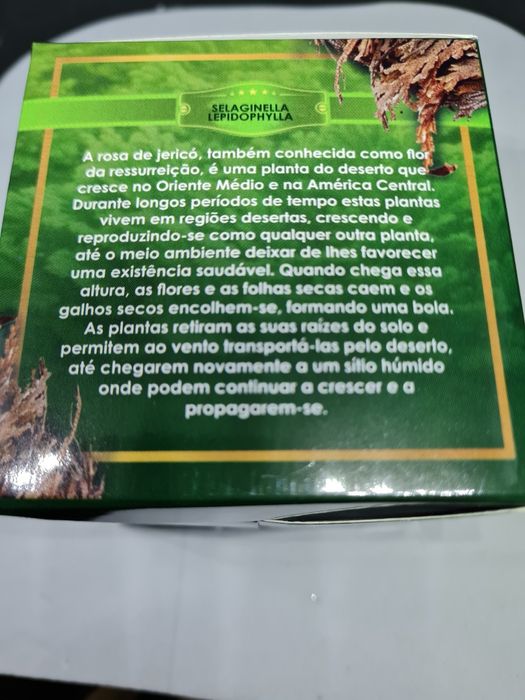 SELAGINELLA
LEPIDOPHYLLA
A rosa de jericó, também conhecida como flor
da ressurreição, é uma planta do deserto que
cresce no Oriente Médio e na América Central.
Durante longos períodos de tempo estas plantas
vivem em regiões desertas, crescendo e
reproduzindo-se como qualquer outra planta,
até o meio ambiente deixar de lhes favorecer
uma existência saudável. Quando chega essa
altura, as flores e as folhas secas caem e os
galhos secos encolhem-se, formando uma bola.
As plantas retiram as suas raízes do solo e
permitem ao vento transportá-las pelo deserto,
até chegarem novamente a um sítio húmido
onde podem continuar a crescer e a
propagarem-se.